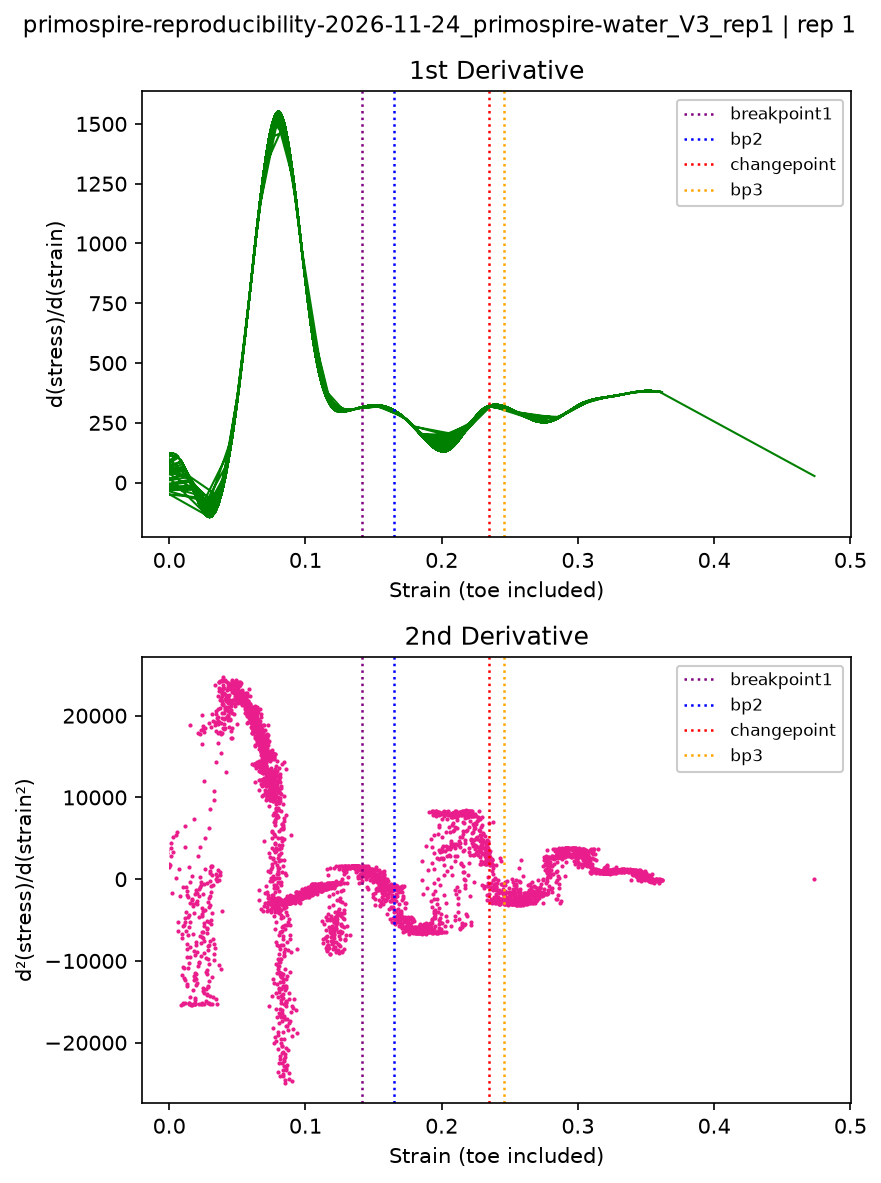 primospire-reproducibility-2026-11-24_primospire-water_V3_rep1 | rep 1
1st Derivative
breakpoint1
bp2
changepoint
bp3
1500
1250
1000
750
500
250
0
d(stress)/d(strain)
0.0 0.1 0.2 0.3 0.4 0.5
Strain (toe included)
2nd Derivative
breakpoint1
bp2
changepoint
bp3
20000
10000
0
−10000
−20000
d²(stress)/d(strain²)
0.0 0.1 0.2 0.3 0.4 0.5
Strain (toe included)